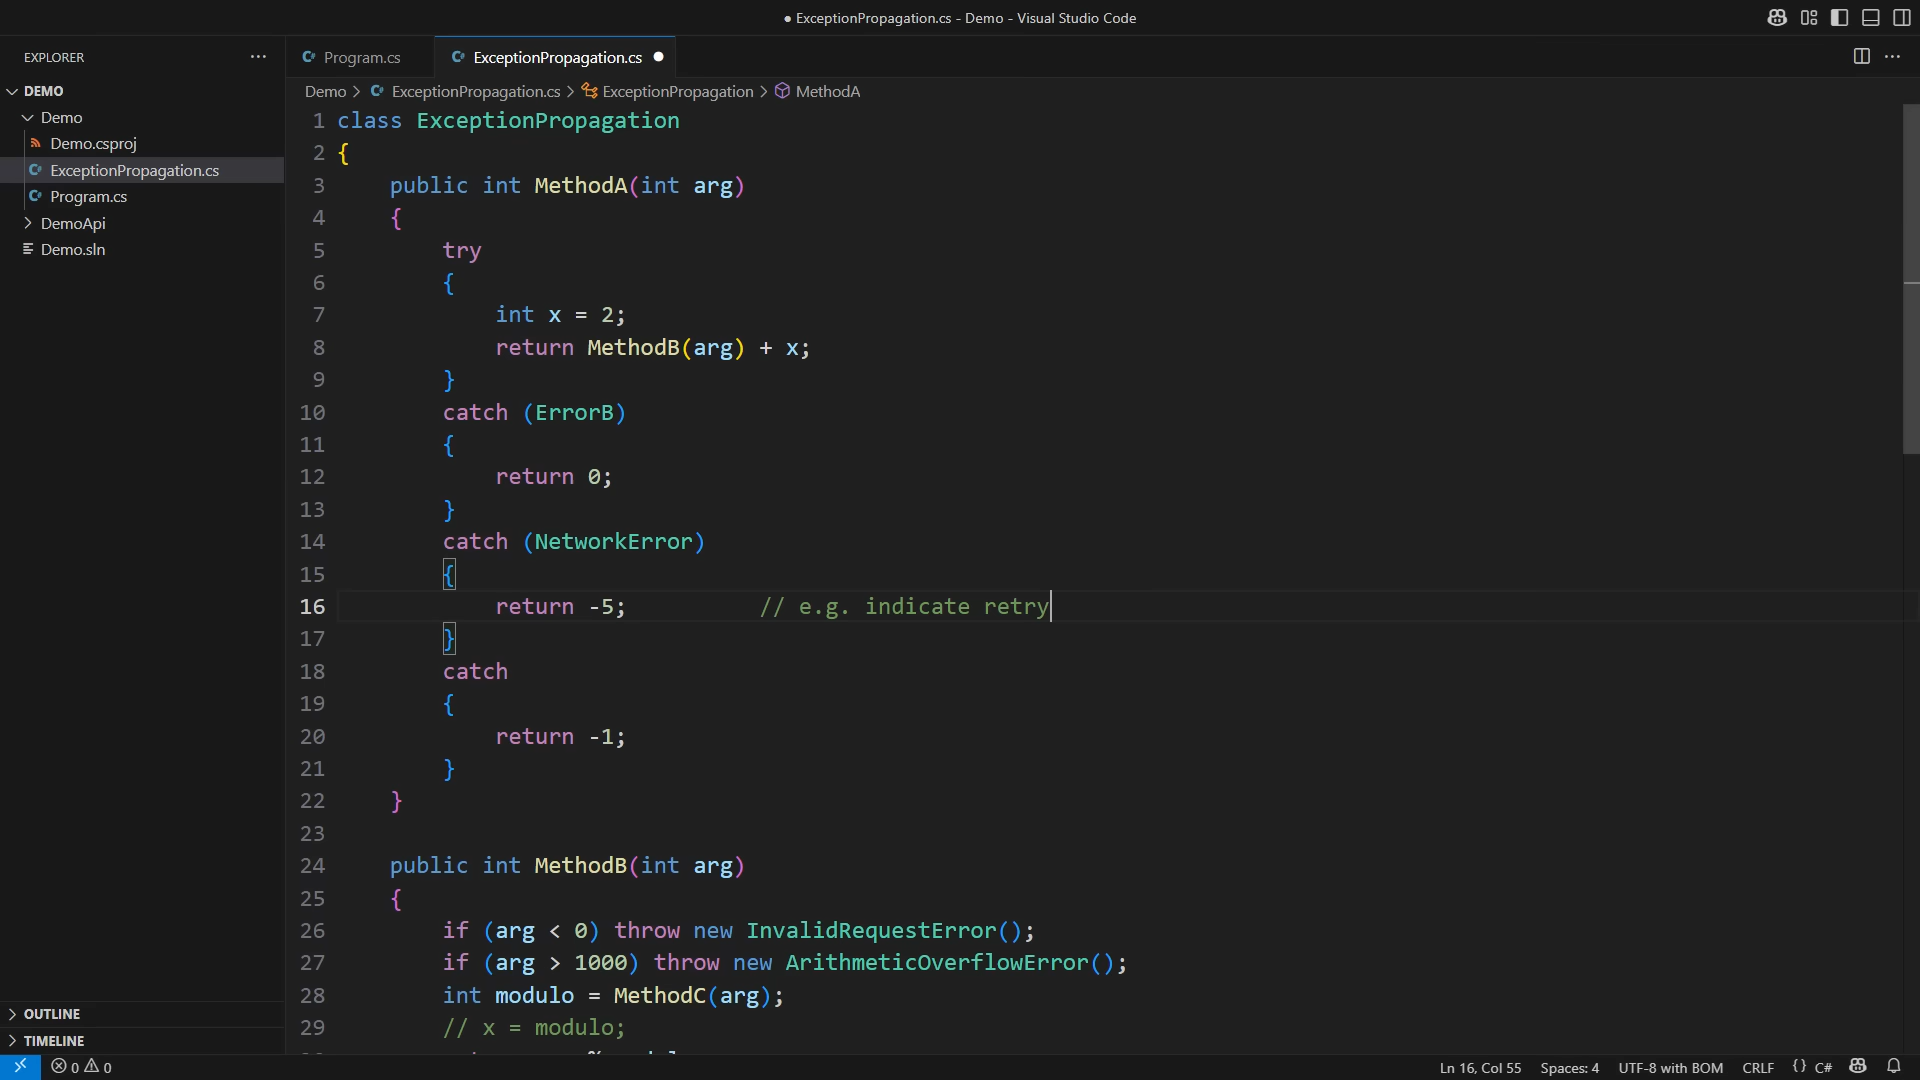 ● ExceptionPropagation.cs - Demo - Visual Studio Code
EXPLORER
DEMO
Demo
Demo.csproj
ExceptionPropagation.cs
Program.cs
DemoApi
Demo.sln
OUTLINE
TIMELINE
Program.cs
ExceptionPropagation.cs ●
Demo > ExceptionPropagation.cs > ExceptionPropagation > MethodA
1 class ExceptionPropagation
2 {
3     public int MethodA(int arg)
4     {
5         try
6         {
7             int x = 2;
8             return MethodB(arg) + x;
9         }
10         catch (ErrorB)
11         {
12             return 0;
13         }
14         catch (NetworkError)
15         {
16             return -5;          // e.g. indicate retry
17         }
18         catch
19         {
20             return -1;
21         }
22     }
23
24     public int MethodB(int arg)
25     {
26         if (arg < 0) throw new InvalidRequestError();
27         if (arg > 1000) throw new ArithmeticOverflowError();
28         int modulo = MethodC(arg);
29         // x = modulo;
0 0
Ln 16, Col 55 Spaces: 4 UTF-8 with BOM CRLF {} C#